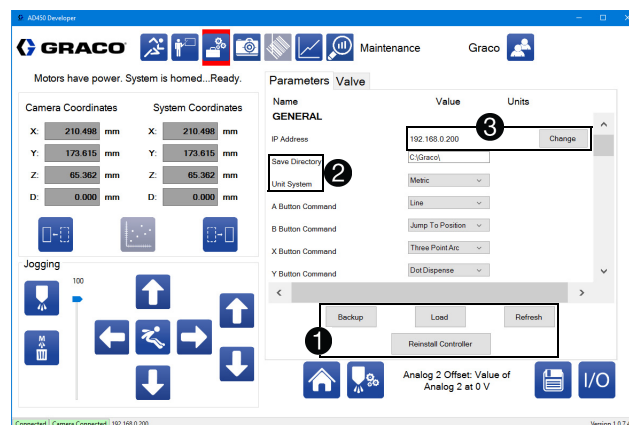 AD450 Developer
GRACO
Maintenance
Graco
Motors have power. System is homed...Ready.
Camera Coordinates
System Coordinates
X: 210.498 mm X: 210.498 mm
Y: 173.615 mm Y: 173.615 mm
Z: 65.362 mm Z: 65.362 mm
D: 0.000 mm D: 0.000 mm
Jogging
100
M
Parameters Valve
Name Value Units
GENERAL
3
IP Address 192.168.0.200 Change
Save Directory C:\Graco\
2
Unit System Metric
A Button Command Line
B Button Command Jump To Position
X Button Command Three Point Arc
Y Button Command Dot Dispense
1
Backup Load Refresh
Reinstall Controller
Analog 2 Offset: Value of
Analog 2 at 0 V
I/O
Connected Camera Connected 192.168.0.200
Version 1.0.7.4